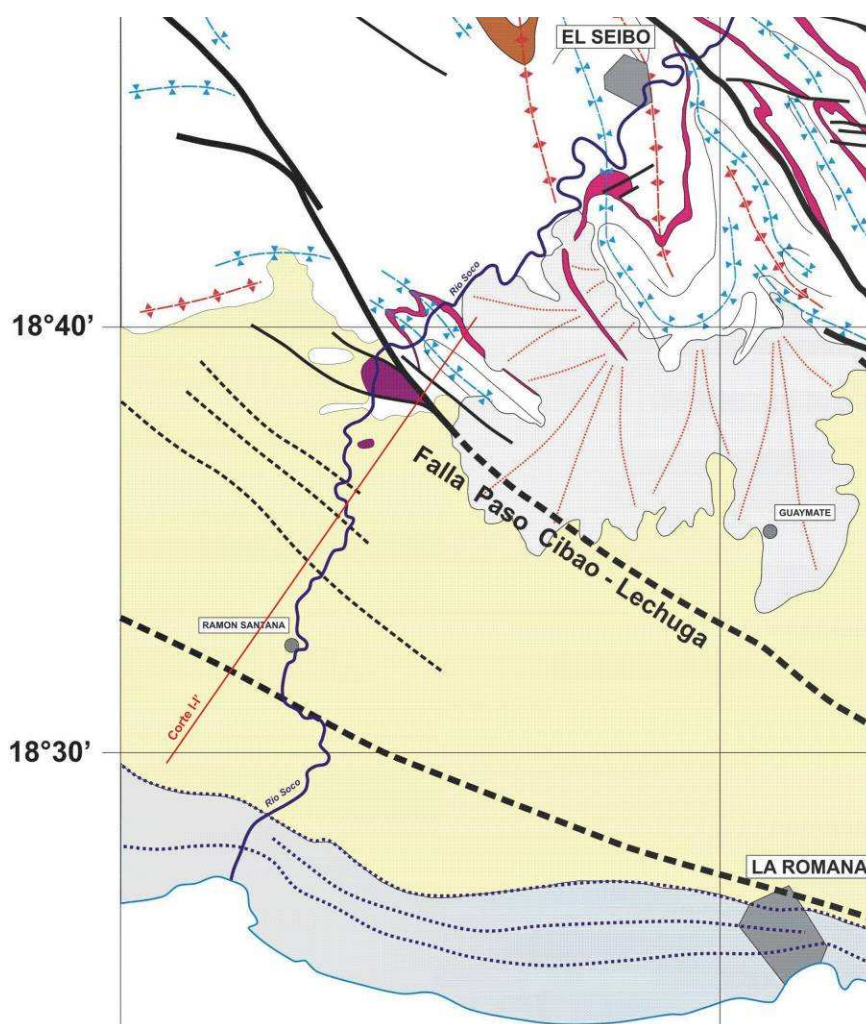 EL SEIBO
Rio Soco
18°40'
Falla Paso Cibao - Lechuga
GUAYMATE
RAMON SANTANA
Corte I-I'
18°30'
Rio Soco
LA ROMANA